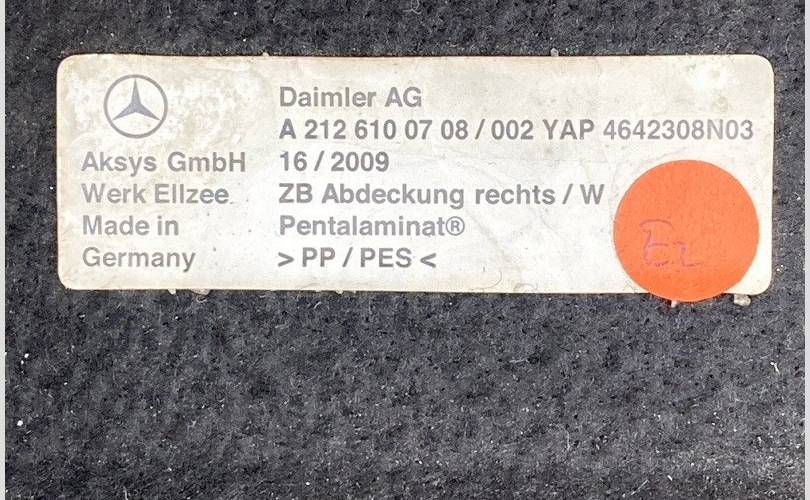 Daimler AG
A 212 610 07 08 / 002 YAP 4642308N03
Aksys GmbH 16 / 2009
Werk Ellzee ZB Abdeckung rechts / W
Made in Pentalaminat®
Germany > PP / PES <